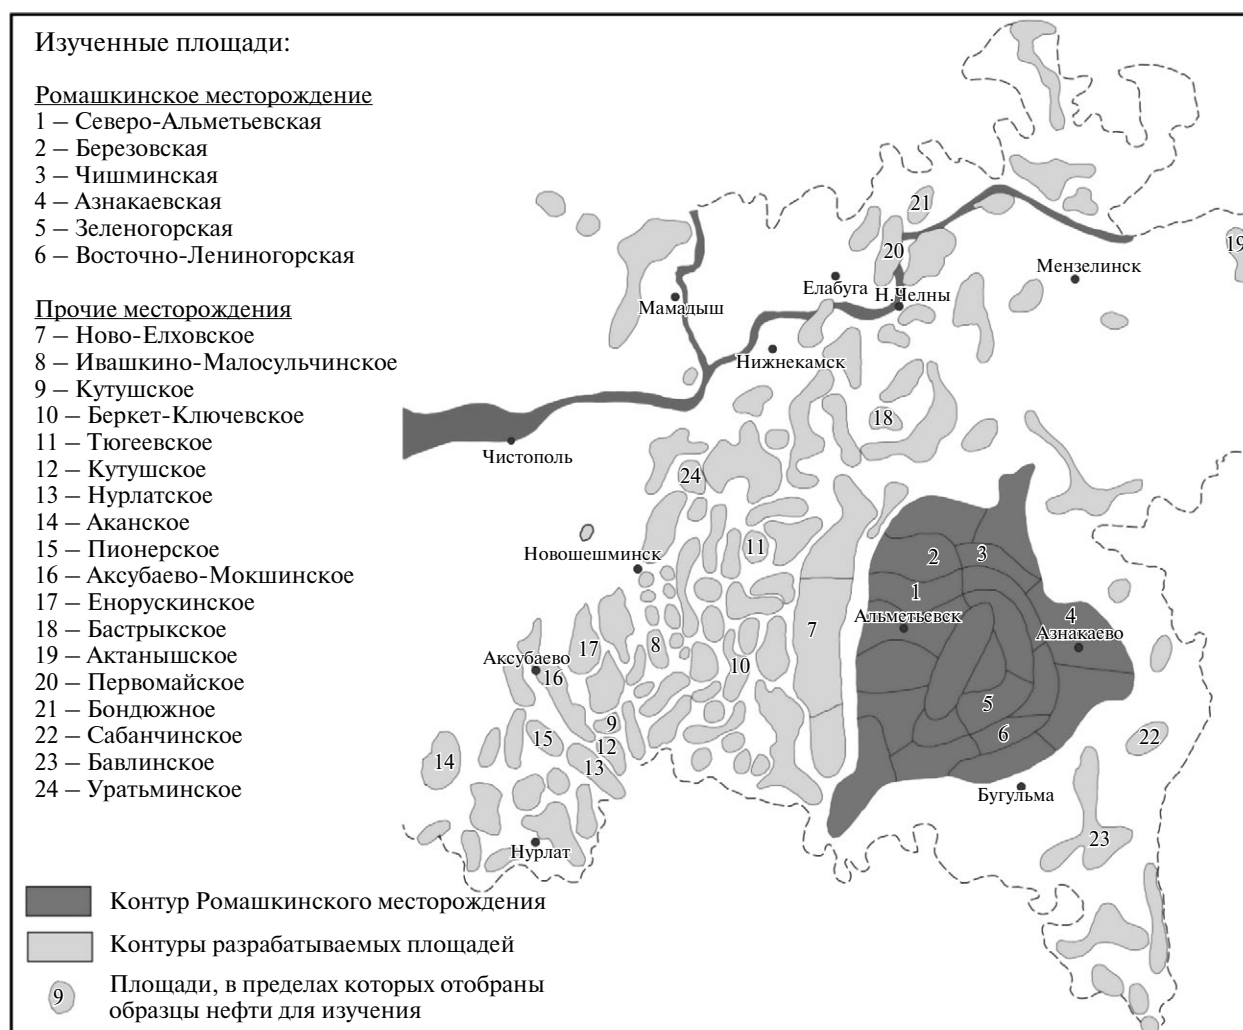 Изученные площади:
Ромашкинское месторождение
1 – Северо-Альметьевская
2 – Березовская
3 – Чишминская
4 – Азнакаевская
5 – Зеленогорская
6 – Восточно-Лениногорская
Прочие месторождения
7 – Ново-Елховское
8 – Ивашкино-Малосульчинское
9 – Кутушское
10 – Беркет-Ключевское
11 – Тюгеевское
12 – Кутушское
13 – Нурлатское
14 – Аканское
15 – Пионерское
16 – Аксубаево-Мокшинское
17 – Енорускинское
18 – Бастрыкское
19 – Актанышское
20 – Первомайское
21 – Бондюжное
22 – Сабанчинское
23 – Бавлинское
24 – Уратьминское
Контур Ромашкинского месторождения
Контуры разрабатываемых площадей
9
Площади, в пределах которых отобраны
образцы нефти для изучения
21
19
20
Мензелинск
Елабуга
Н.Челны
Мамадыш
Нижнекамск
18
Чистополь
24
11
Новошешминск
2
3
1
4
Альметьевск
Азнакаево
7
17
8
Аксубаево
16
10
5
9
6
15
12
22
14
13
Бугульма
23
Нурлат